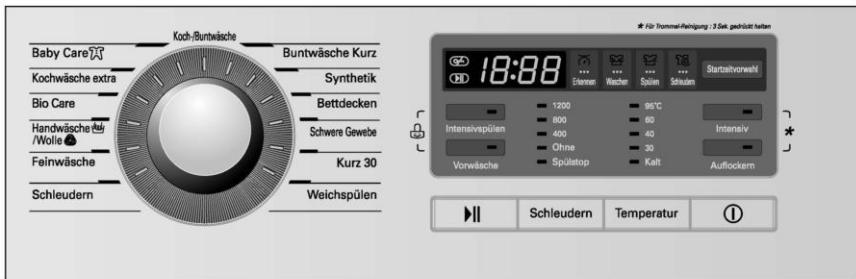 * Für Trommel-Reinigung : 3 Sek. gedrückt halten
Koch-/Buntwäsche
Baby Care
Kochwäsche extra
Bio Care
Handwäsche
/Wolle
Feinwäsche
Schleudern
Buntwäsche Kurz
Synthetik
Bettdecken
Schwere Gewebe
Kurz 30
Weichspülen
18:88
Erkennen
Waschen
Spülen
Schleudern
Startzeitvorwahl
Intensivspülen
Vorwäsche
1200
800
400
Ohne
Spülstop
95°C
60
40
30
Kalt
Intensiv
Auflockern
*
Schleudern
Temperatur